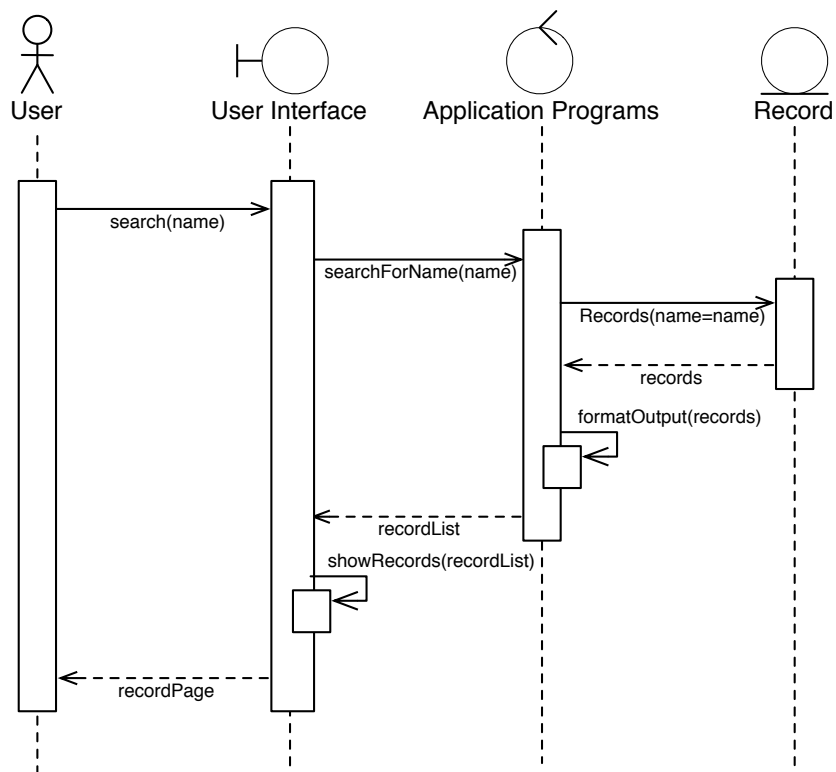 User
User Interface
Application Programs
Record
search(name)
searchForName(name)
Records(name=name)
records
formatOutput(records)
recordList
showRecords(recordList)
recordPage